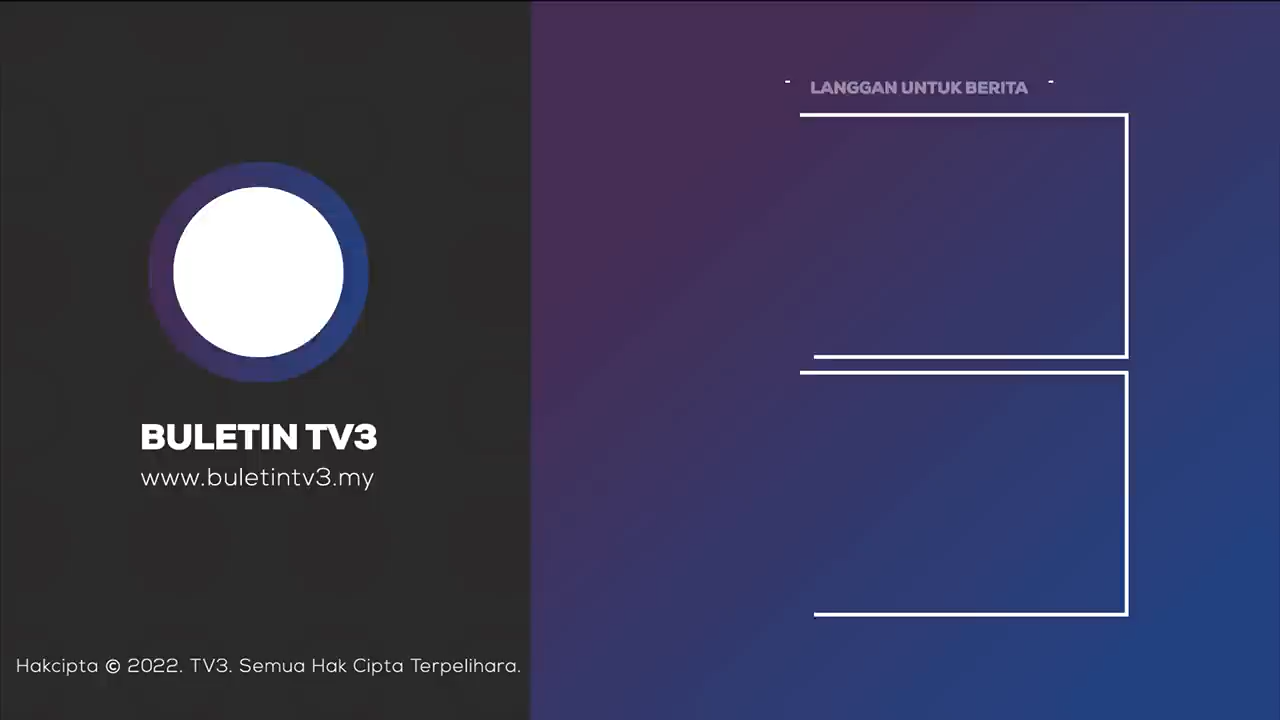 LANGGAN UNTUK BERITA
BULETIN TV3
www.buletintv3.my
Hakcipta © 2022. TV3. Semua Hak Cipta Terpelihara.